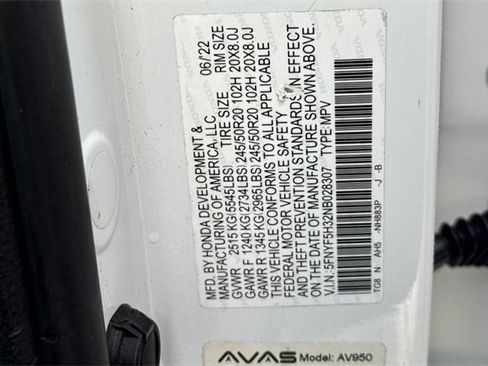 MFD. BY HONDA DEVELOPMENT &
MANUFACTURING OF AMERICA, LLC 06/22
TIRE SIZE RIM SIZE
GVWR 2515 KG(5545LBS)
GAWR F 1240 KG(2734LBS) 245/50R20 102H 20X8.0J
GAWR R 1345 KG(2965LBS) 245/50R20 102H 20X8.0J
THIS VEHICLE CONFORMS TO ALL APPLICABLE
FEDERAL MOTOR VEHICLE SAFETY
AND THEFT PREVENTION STANDARDS IN EFFECT
ON THE DATE OF MANUFACTURE SHOWN ABOVE.
V.I.N.: 5FNYF5H32NB028307 TYPE:MPV
TG8 N AH5 -NH883P -J -B
AVAS Model: AV950